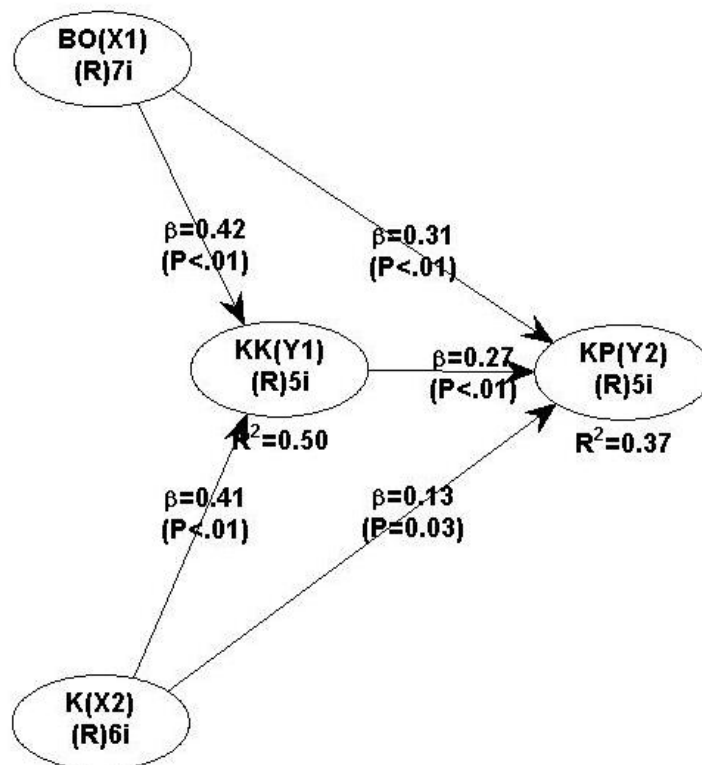 BO(X1)
(R)7i
β=0.42
(P<.01)
β=0.31
(P<.01)
KK(Y1)
(R)5i
R²=0.50
β=0.27
(P<.01)
KP(Y2)
(R)5i
R²=0.37
β=0.41
(P<.01)
β=0.13
(P=0.03)
K(X2)
(R)6i